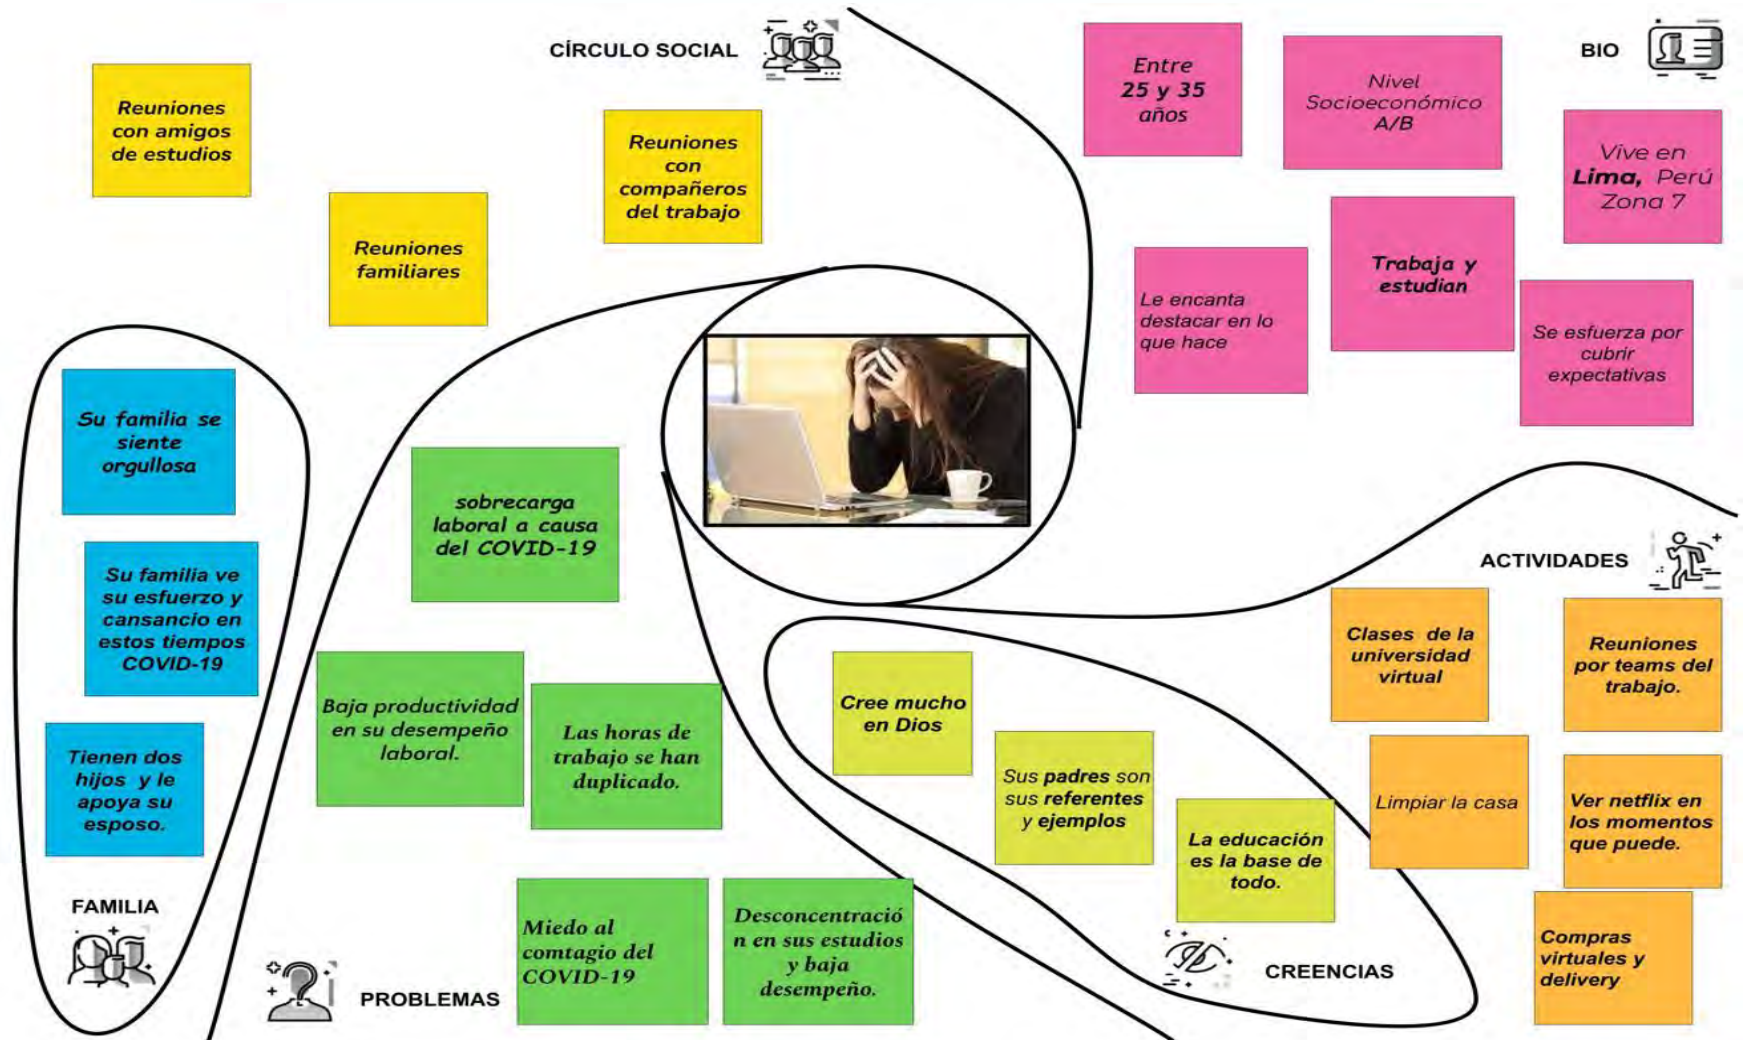 CÍRCULO SOCIAL
Reuniones
con amigos
de estudios
Reuniones
familiares
Reuniones
con
compañeros
del trabajo
BIO
Entre
25 y 35
años
Nivel
Socioeconómico
A/B
Vive en
Lima, Perú
Zona 7
Le encanta
destacar en lo
que hace
Trabaja y
estudian
Se esfuerza por
cubrir
expectativas
Su familia se
siente
orgullosa
Su familia ve
su esfuerzo y
cansancio en
estos tiempos
COVID-19
Tienen dos
hijos y le
apoya su
esposo.
FAMILIA
sobrecarga
laboral a causa
del COVID-19
Baja productividad
en su desempeño
laboral.
Las horas de
trabajo se han
duplicado.
Miedo al
comtagio del
COVID-19
Desconcentració
n en sus estudios
y baja
desempeño.
PROBLEMAS
Cree mucho
en Dios
Sus padres son
sus referentes
y ejemplos
La educación
es la base de
todo.
CREENCIAS
ACTIVIDADES
Clases de la
universidad
virtual
Reuniones
por teams del
trabajo.
Limpiar la casa
Ver netflix en
los momentos
que puede.
Compras
virtuales y
delivery